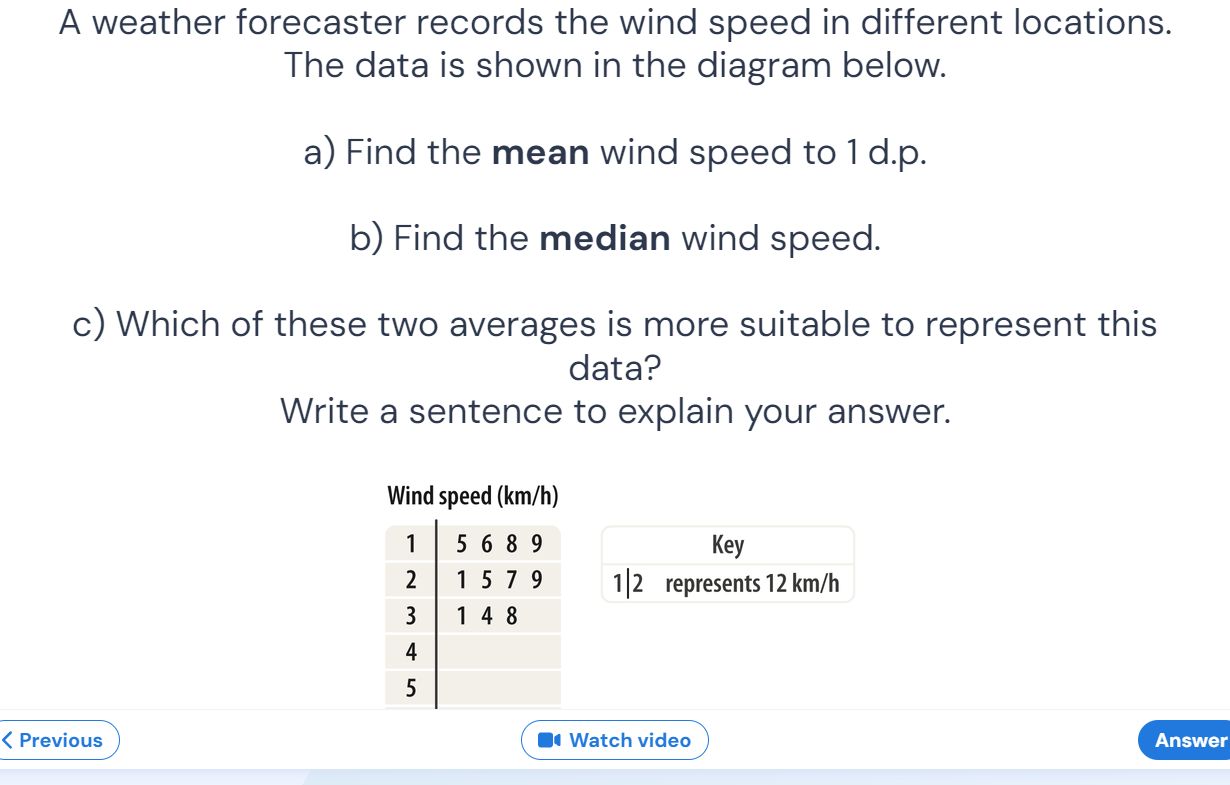 A weather forecaster records the wind speed in different locations.
The data is shown in the diagram below.
a) Find the mean wind speed to 1 d.p.
b) Find the median wind speed.
c) Which of these two averages is more suitable to represent this
data?
Write a sentence to explain your answer.
Wind speed (km/h)
1 | 5 6 8 9
2 | 1 5 7 9
3 | 1 4 8
4 |
5 |
Key
1|2 represents 12 km/h
< Previous
Watch video
Answer